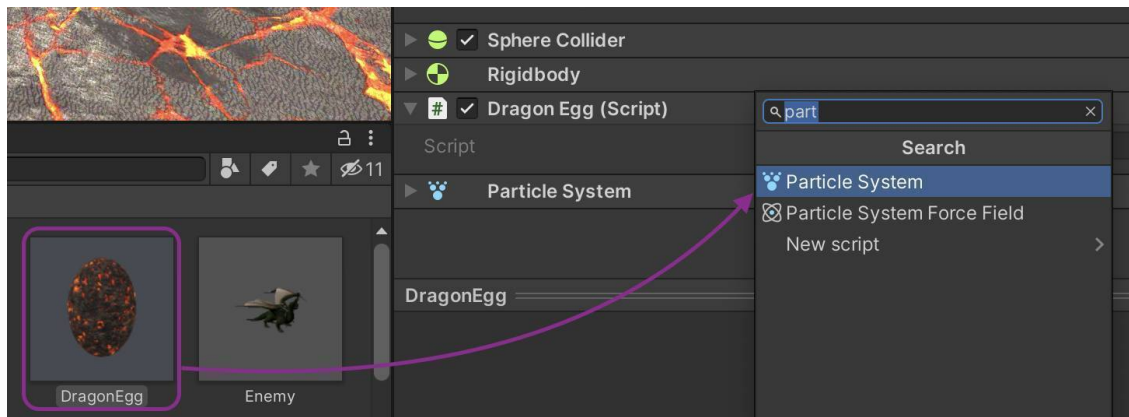 Sphere Collider
Rigidbody
# Dragon Egg (Script)
Script
Particle System
11
DragonEgg
Enemy
DragonEgg
part
Search
Particle System
Particle System Force Field
New script